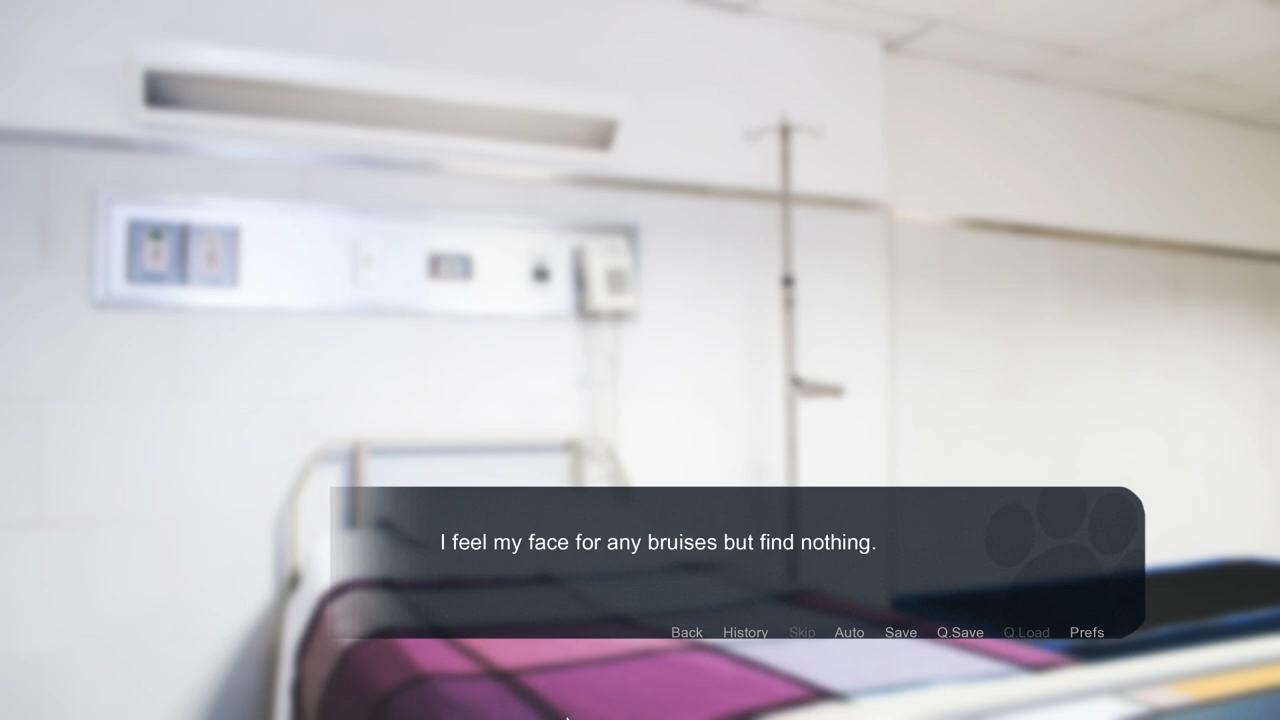 I feel my face for any bruises but find nothing.
Back History Skip Auto Save Q.Save Q.Load Prefs